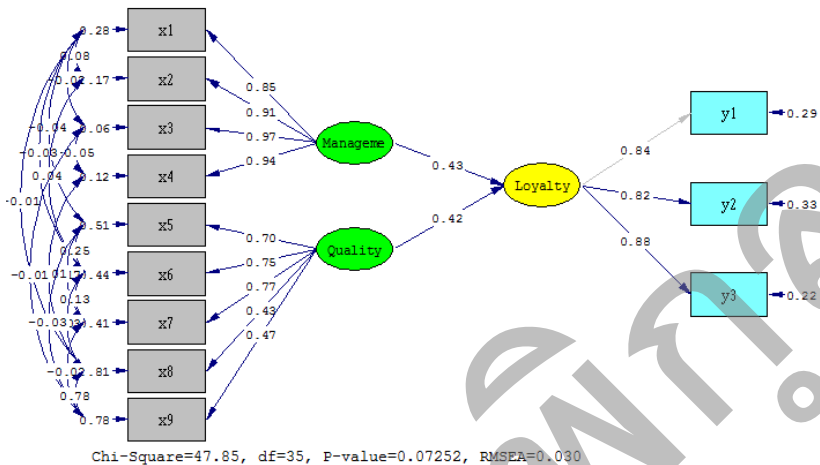 0.28 x1
0.08
0.85
-0.02 0.17 x2
0.91
0.06 x3
0.97
-0.04
-0.03 -0.05
0.04
0.12 x4
0.94
Manageme
0.43
-0.01
0.51 x5
0.70
0.25
Quality
0.42
-0.01
0.44 x6
0.75
0.13
0.77
-0.03
0.41 x7
0.43
0.81 x8
0.47
0.78
0.78 x9
Loyalty
0.84
y1 0.29
0.82
y2 0.33
0.88
y3 0.22
Chi-Square=47.85, df=35, P-value=0.07252, RMSEA=0.030